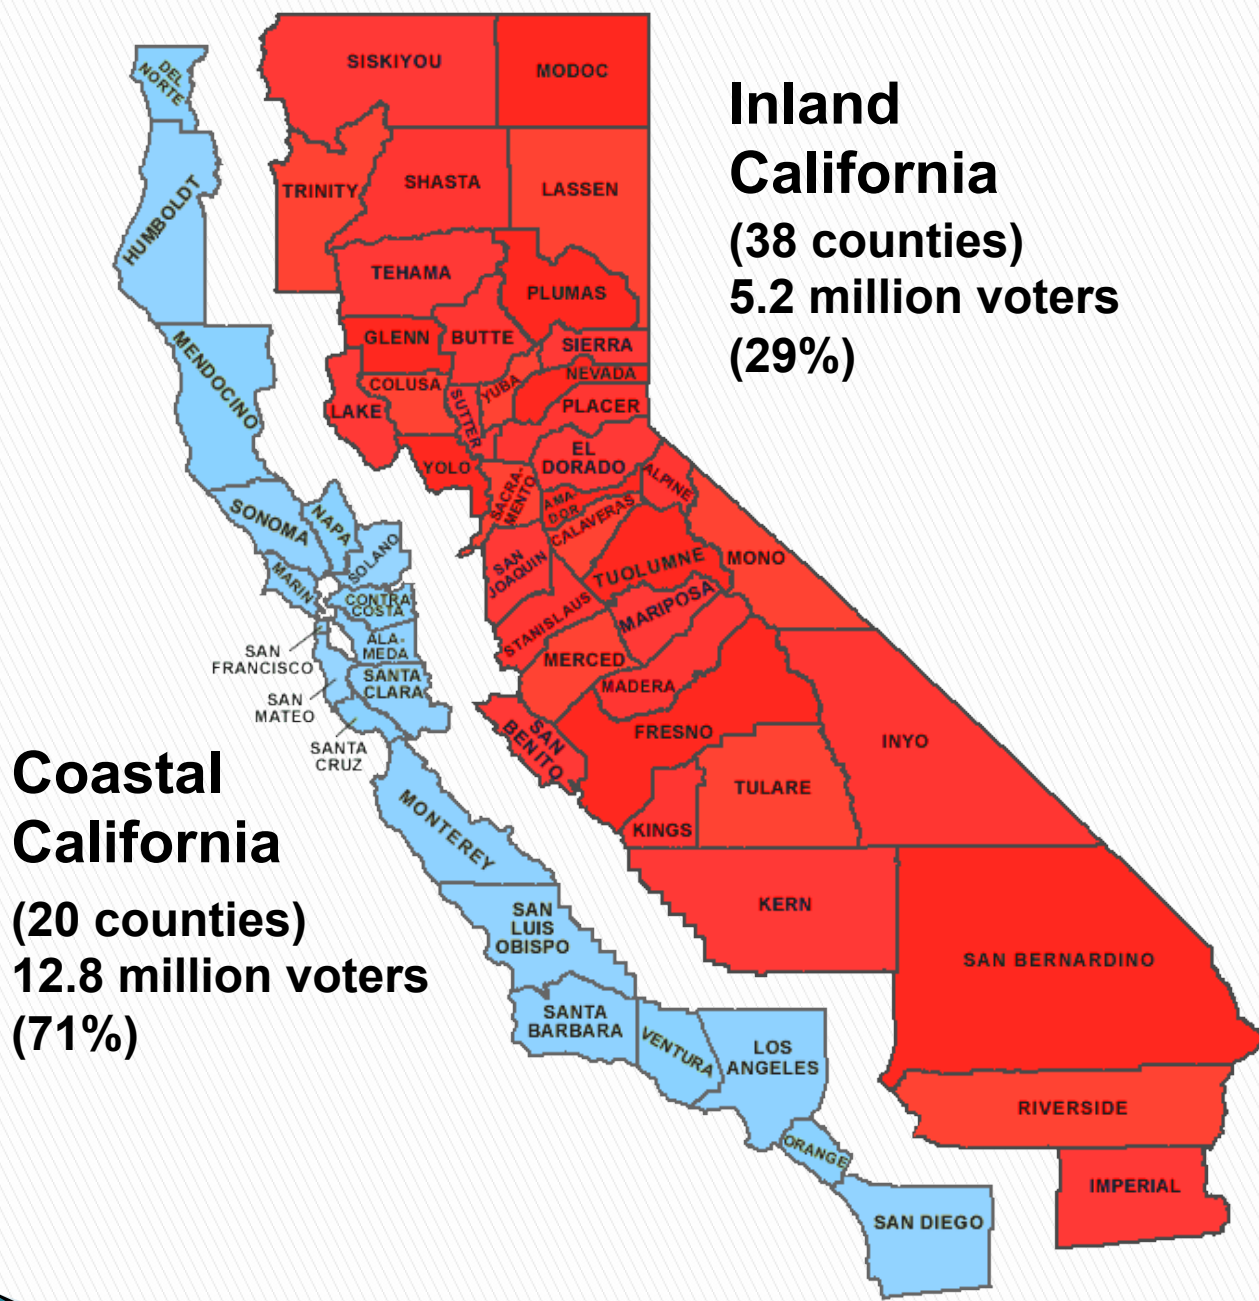 Inland
California
(38 counties)
5.2 million voters
(29%)
Coastal
California
(20 counties)
12.8 million voters
(71%)
DEL
NORTE
HUMBOLDT
MENDOCINO
SONOMA
NAPA
SOLANO
MARIN
CONTRA
COSTA
SAN
FRANCISCO
ALA-
MEDA
SAN
MATEO
SANTA
CLARA
SANTA
CRUZ
MONTEREY
SAN
LUIS
OBISPO
SANTA
BARBARA
VENTURA
LOS
ANGELES
ORANGE
SAN DIEGO
SISKIYOU
MODOC
TRINITY
SHASTA
LASSEN
TEHAMA
PLUMAS
GLENN
BUTTE
SIERRA
COLUSA
YUBA
NEVADA
LAKE
SUTTER
PLACER
YOLO
EL
DORADO
SACRA-
MENTO
AMA
DOR
ALPINE
CALAVERAS
SAN
JOAQUIN
TUOLUMNE
MONO
STANISLAUS
MARIPOSA
MERCED
MADERA
SAN
BENITO
FRESNO
INYO
KINGS
TULARE
KERN
SAN BERNARDINO
RIVERSIDE
IMPERIAL